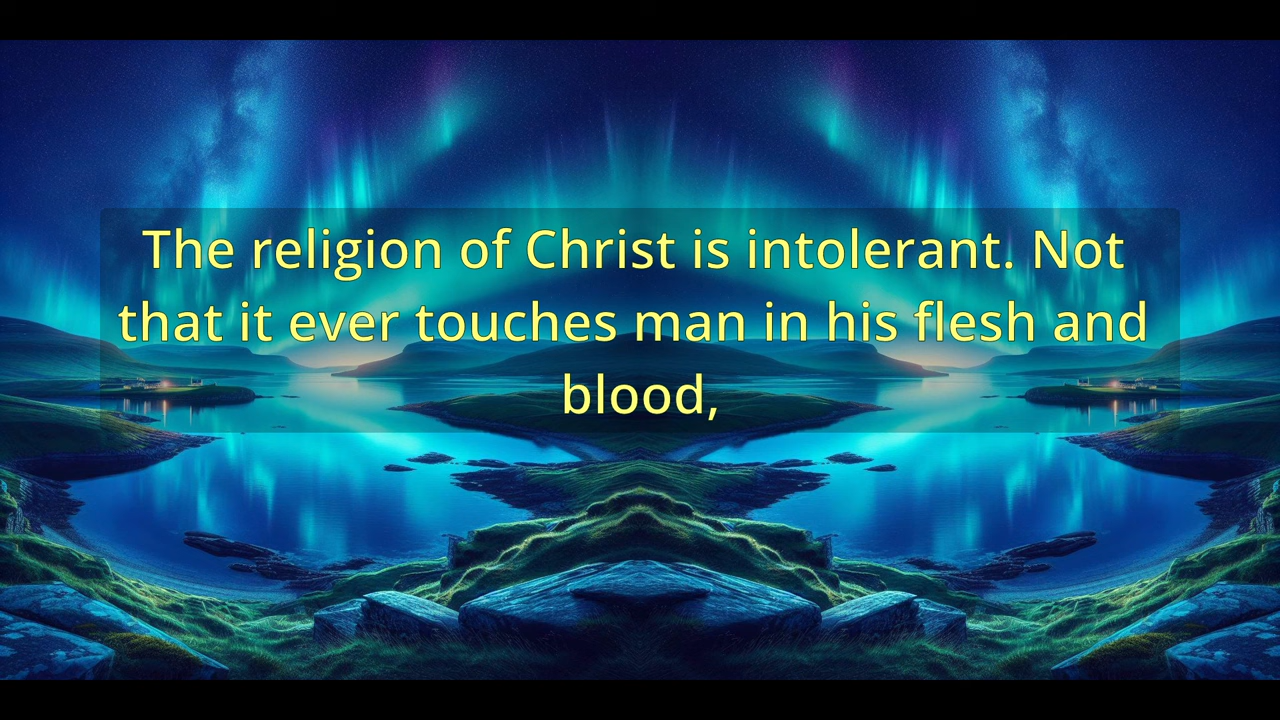 The religion of Christ is intolerant. Not
that it ever touches man in his flesh and
blood,